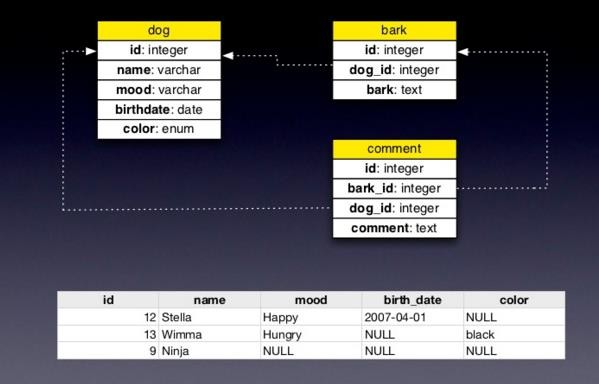 dog
id: integer
name: varchar
mood: varchar
birthdate: date
color: enum
bark
id: integer
dog_id: integer
bark: text
comment
id: integer
bark_id: integer
dog_id: integer
comment: text
id name mood birth_date color
12 Stella Happy 2007-04-01 NULL
13 Wimma Hungry NULL black
9 Ninja NULL NULL NULL